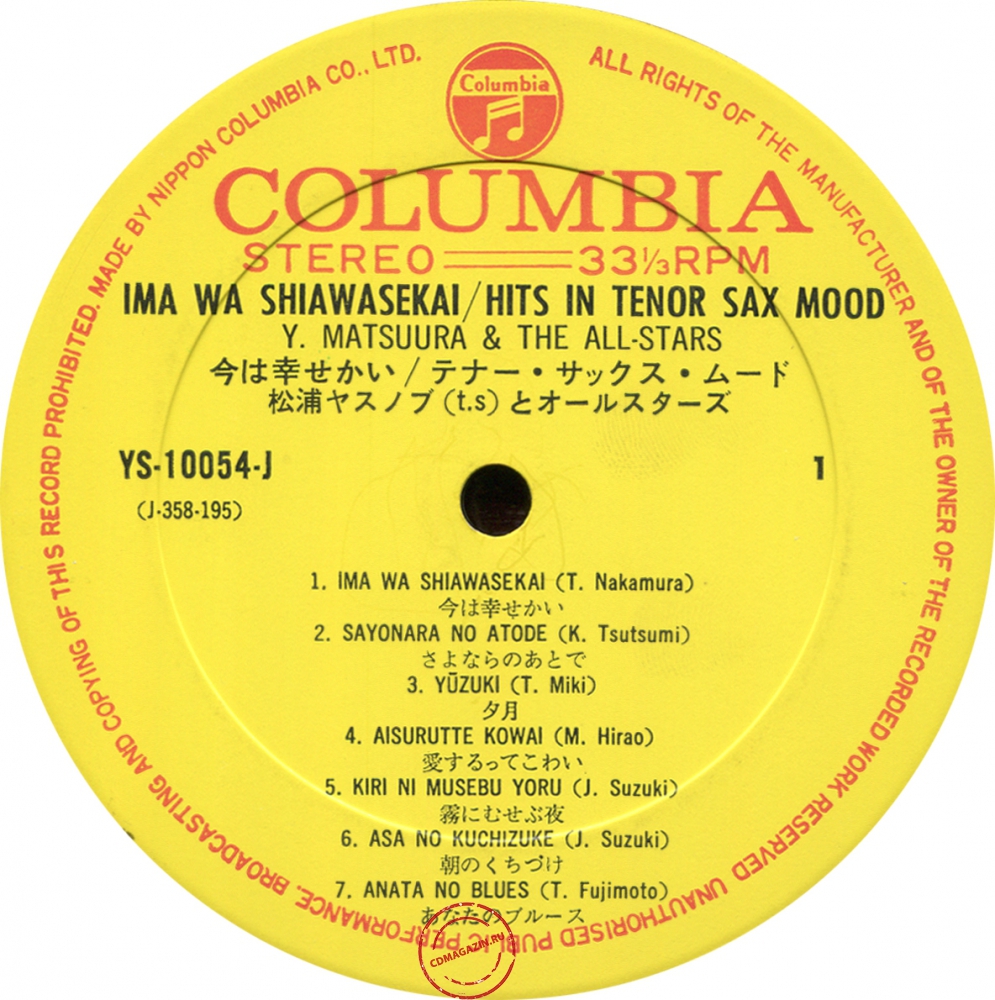 Columbia
COLUMBIA
STEREO 33⅓RPM
IMA WA SHIAWASEKAI/HITS IN TENOR SAX MOOD
Y. MATSUURA & THE ALL-STARS
今は幸せかい/テナー・サックス・ムード
松浦ヤスノブ(t.s)とオールスターズ
YS-10054-J
1
(J-358-195)
1. IMA WA SHIAWASEKAI (T. Nakamura)
今は幸せかい
2. SAYONARA NO ATODE (K. Tsutsumi)
さよならのあとで
3. YŪZUKI (T. Miki)
夕月
4. AISURUTTE KOWAI (M. Hirao)
愛するってこわい
5. KIRI NI MUSEBU YORU (J. Suzuki)
霧にむせぶ夜
6. ASA NO KUCHIZUKE (J. Suzuki)
朝のくちづけ
7. ANATA NO BLUES (T. Fujimoto)
あなたのブルース
ALL RIGHTS OF THE MANUFACTURER AND OF THE OWNER OF THE RECORDED WORK RESERVED UNAUTHORISED PUBLIC PERFORMANCE. BROADCASTING AND COPYING OF THIS RECORD PROHIBITED. MADE BY NIPPON COLUMBIA CO., LTD.
CDMAGAZIN.RU